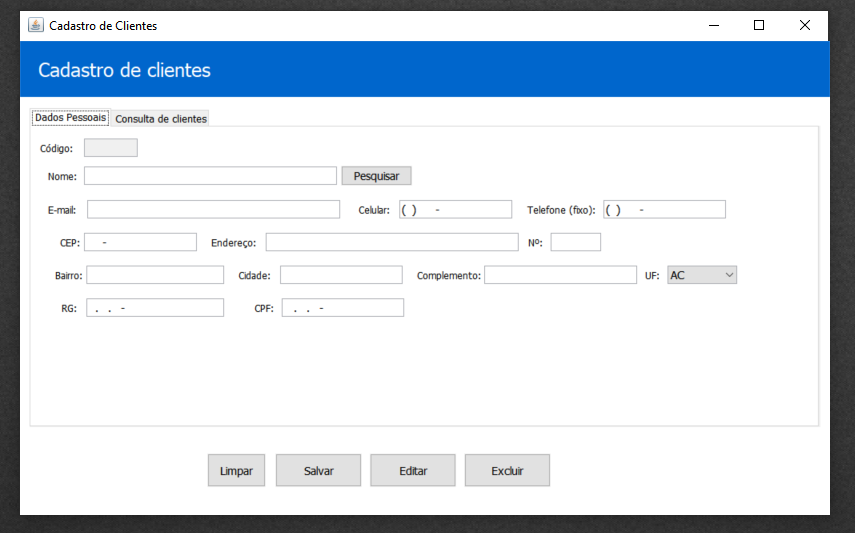 Cadastro de Clientes
Cadastro de clientes
Dados Pessoais Consulta de clientes
Código:
Nome: Pesquisar
E-mail: Celular: ( ) - Telefone (fixo): ( ) -
CEP: - Endereço: Nº:
Bairro: Cidade: Complemento: UF: AC
RG: . . - CPF: . . -
Limpar Salvar Editar Excluir